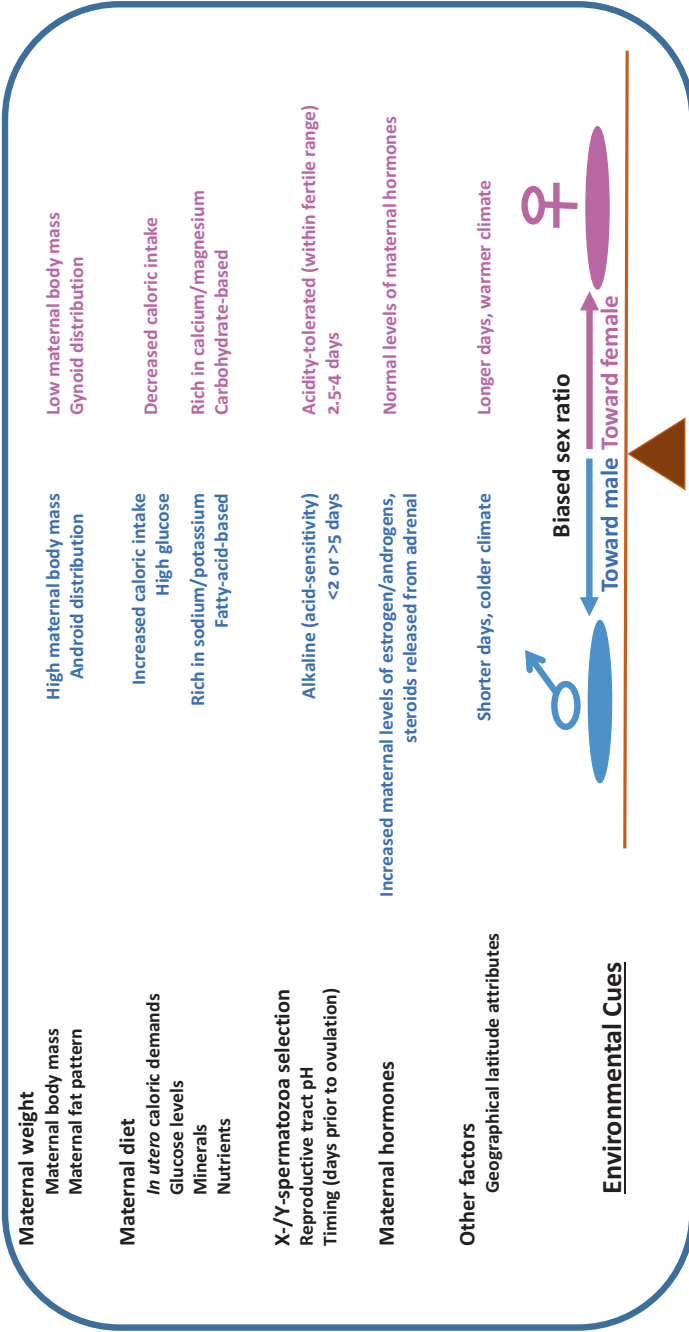 Maternal weight
Maternal body mass High maternal body mass Low maternal body mass
Maternal fat pattern Android distribution Gynoid distribution
Maternal diet
In utero caloric demands Increased caloric intake Decreased caloric intake
Glucose levels High glucose
Minerals Rich in sodium/potassium Rich in calcium/magnesium
Nutrients Fatty-acid-based Carbohydrate-based
X-/Y-spermatozoa selection
Reproductive tract pH Alkaline (acid-sensitivity) Acidity-tolerated (within fertile range)
Timing (days prior to ovulation) <2 or >5 days 2.5-4 days
Maternal hormones Increased maternal levels of estrogen/androgens, Normal levels of maternal hormones
steroids released from adrenal
Other factors
Geographical latitude attributes Shorter days, colder climate Longer days, warmer climate
Biased sex ratio
Environmental Cues Toward male Toward female